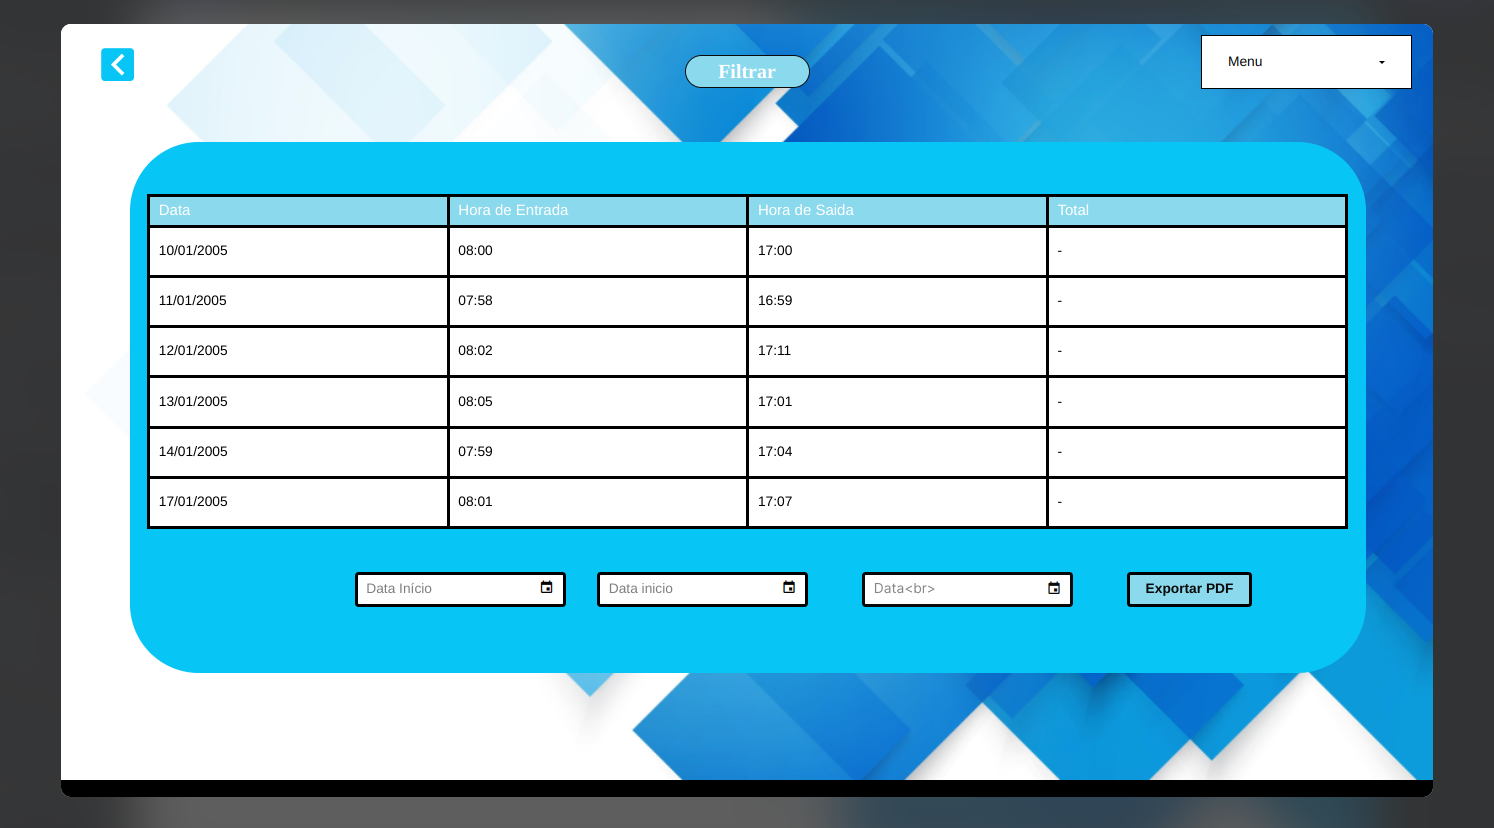 Filtrar
Menu
Data Hora de Entrada Hora de Saida Total
10/01/2005 08:00 17:00 -
11/01/2005 07:58 16:59 -
12/01/2005 08:02 17:11 -
13/01/2005 08:05 17:01 -
14/01/2005 07:59 17:04 -
17/01/2005 08:01 17:07 -
Data Início Data inicio Data<br> Exportar PDF